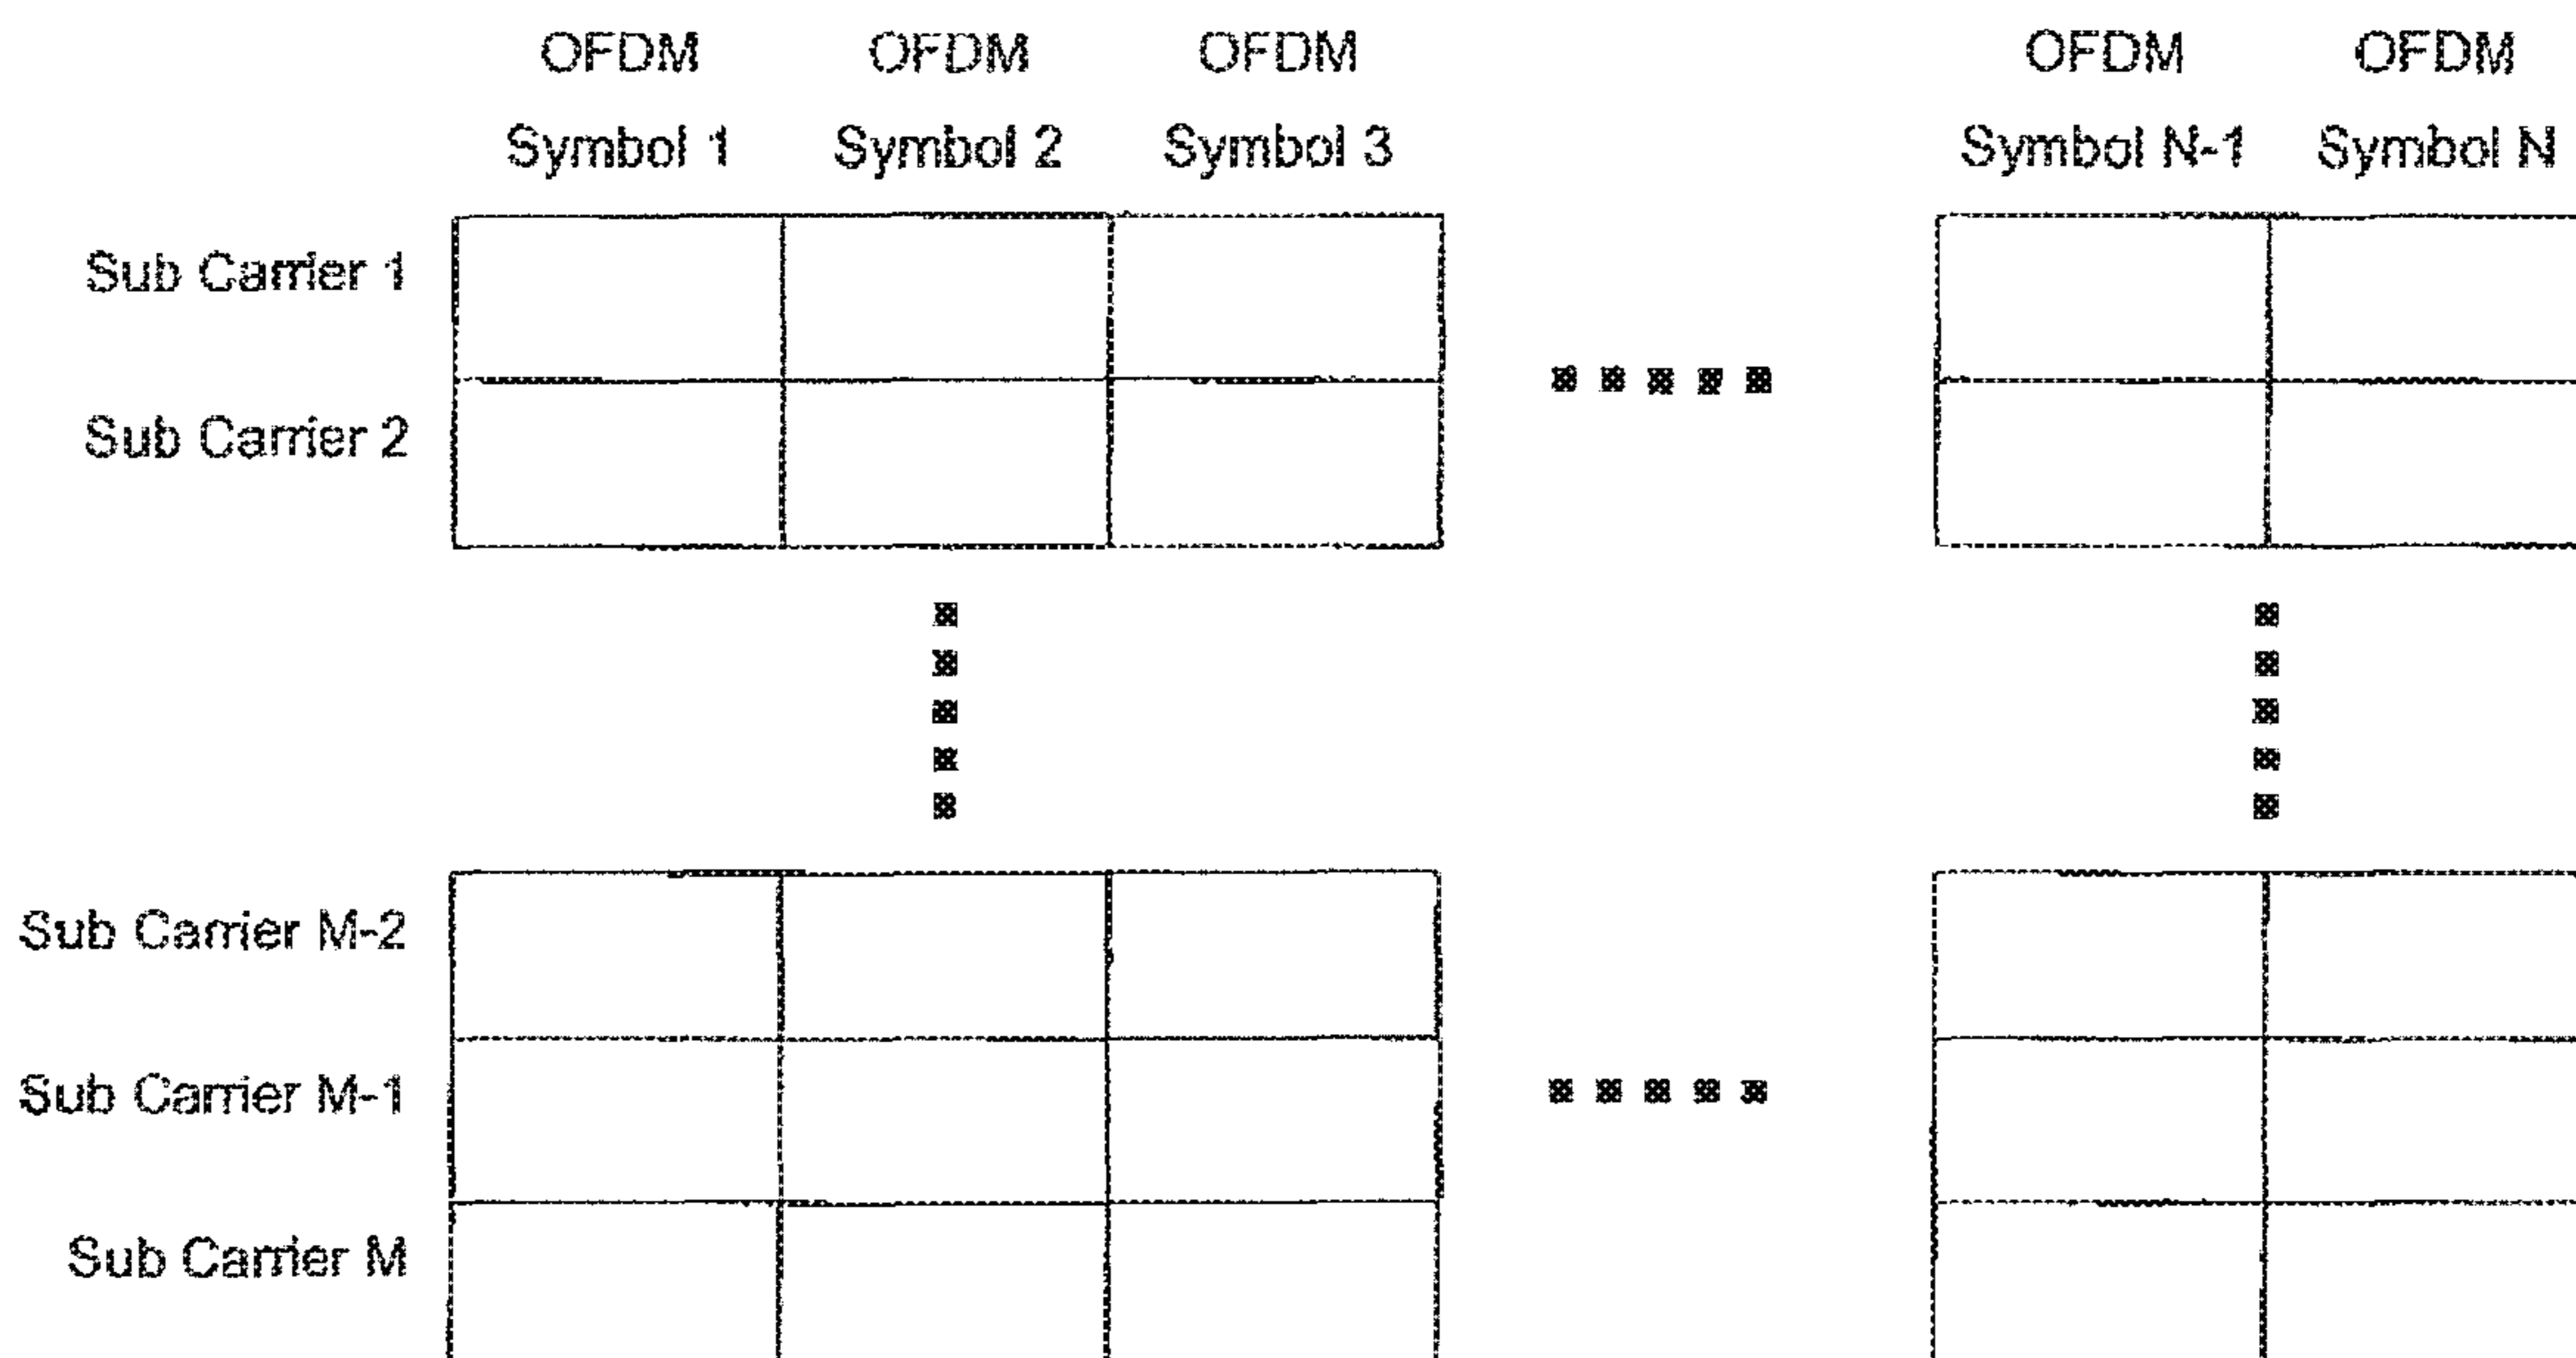 OFDM OFDM OFDM OFDM OFDM
Symbol 1 Symbol 2 Symbol 3 Symbol N-1 Symbol N
Sub Carrier 1
Sub Carrier 2
Sub Carrier M-2
Sub Carrier M-1
Sub Carrier M